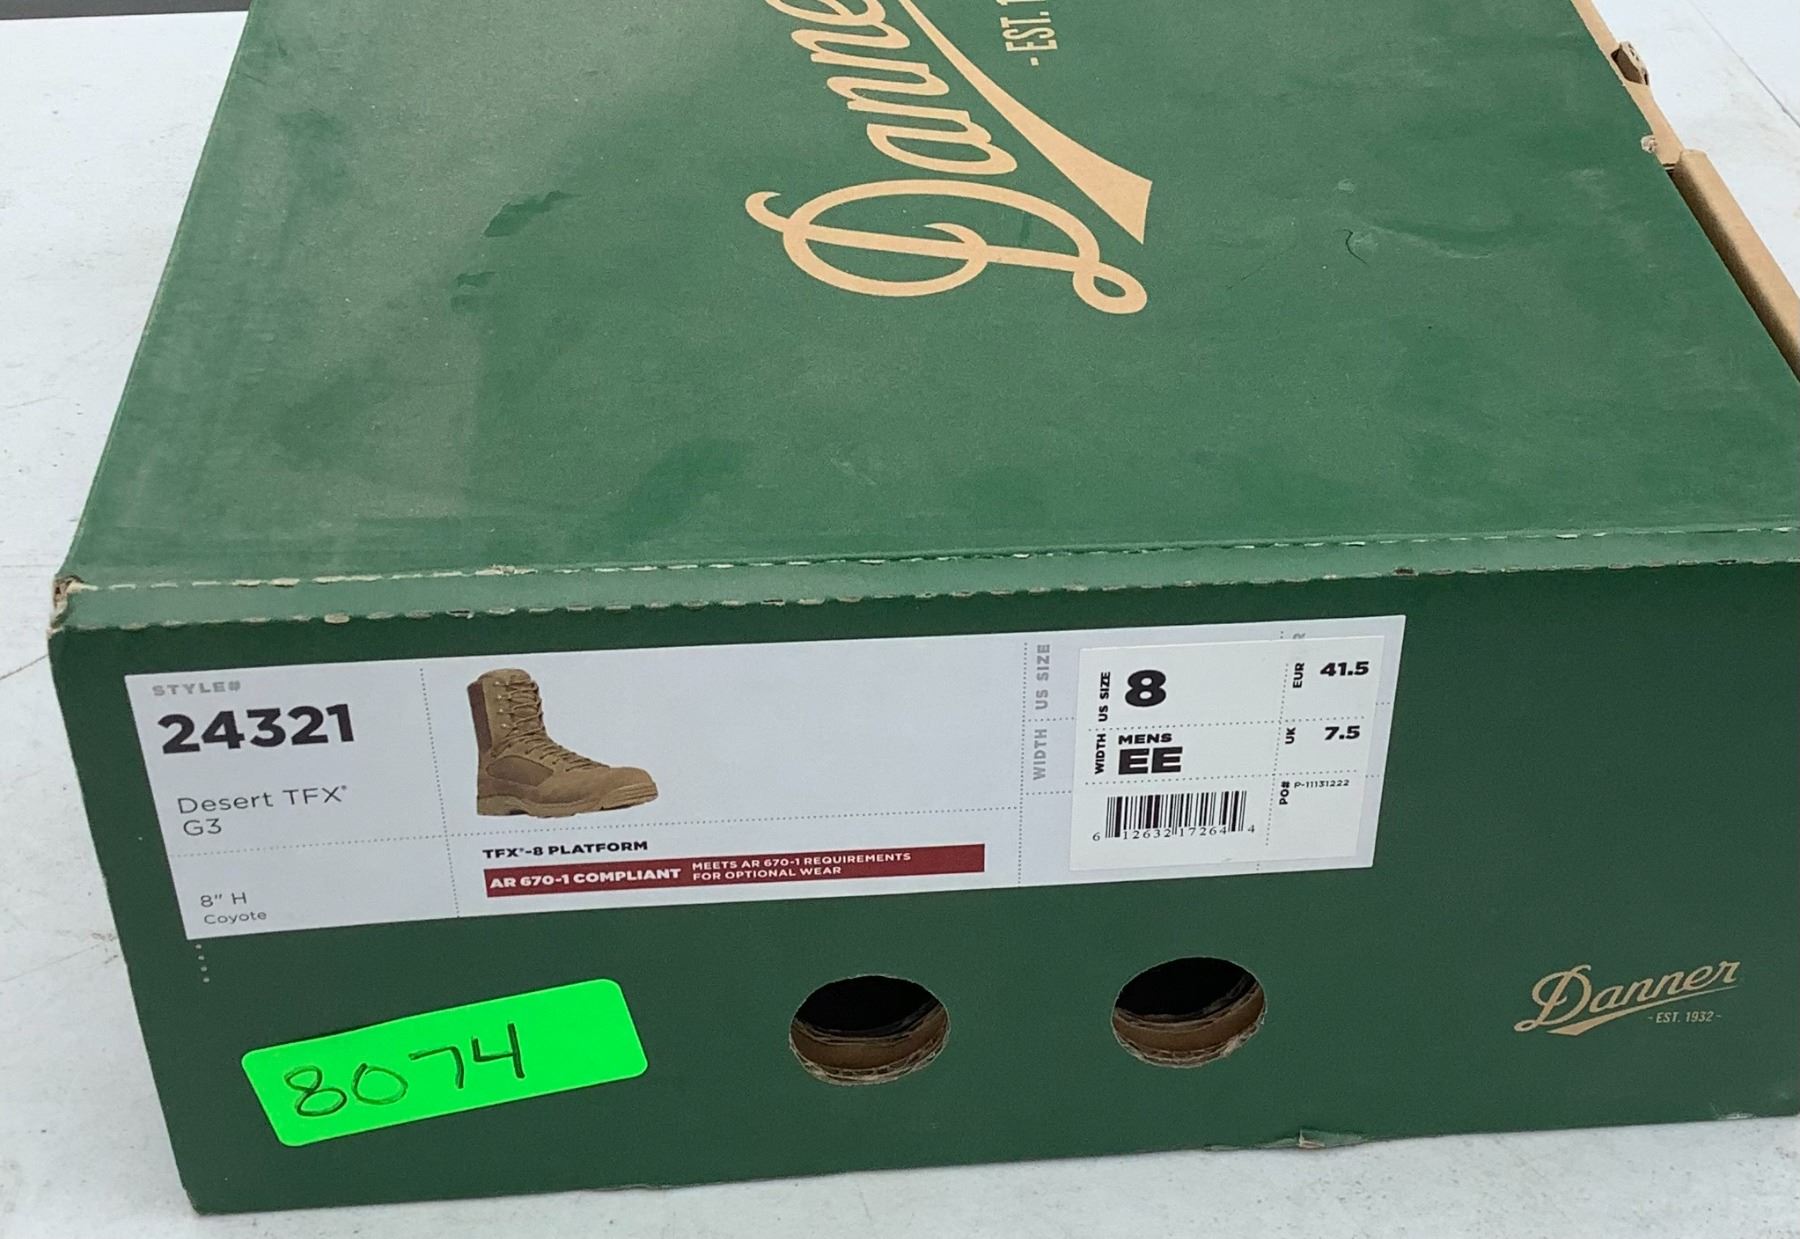 Danne
-EST. 1
STYLE#
24321
Desert TFX®
G3
8" H
Coyote
TFX®-8 PLATFORM
AR 670-1 COMPLIANT MEETS AR 670-1 REQUIREMENTS
FOR OPTIONAL WEAR
US SIZE
WIDTH
US SIZE 8
EUR 41.5
WIDTH MENS
EE
UK 7.5
PO# P-11131222
6 12632 17264 4
Danner
-EST. 1932-
8074